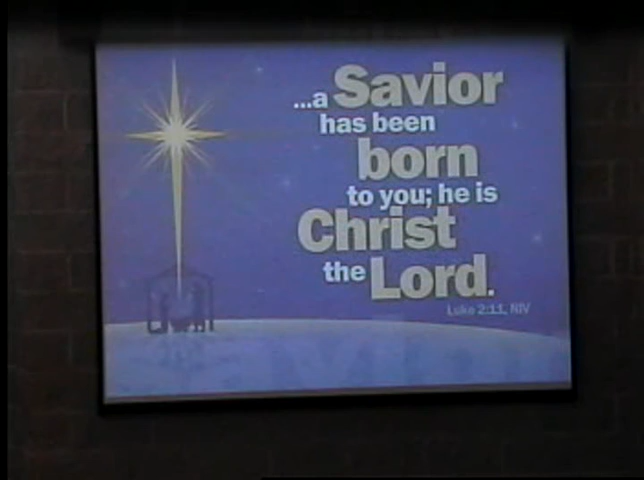 ...a Savior
has been
born
to you; he is
Christ
the Lord.
Luke 2:11, NIV